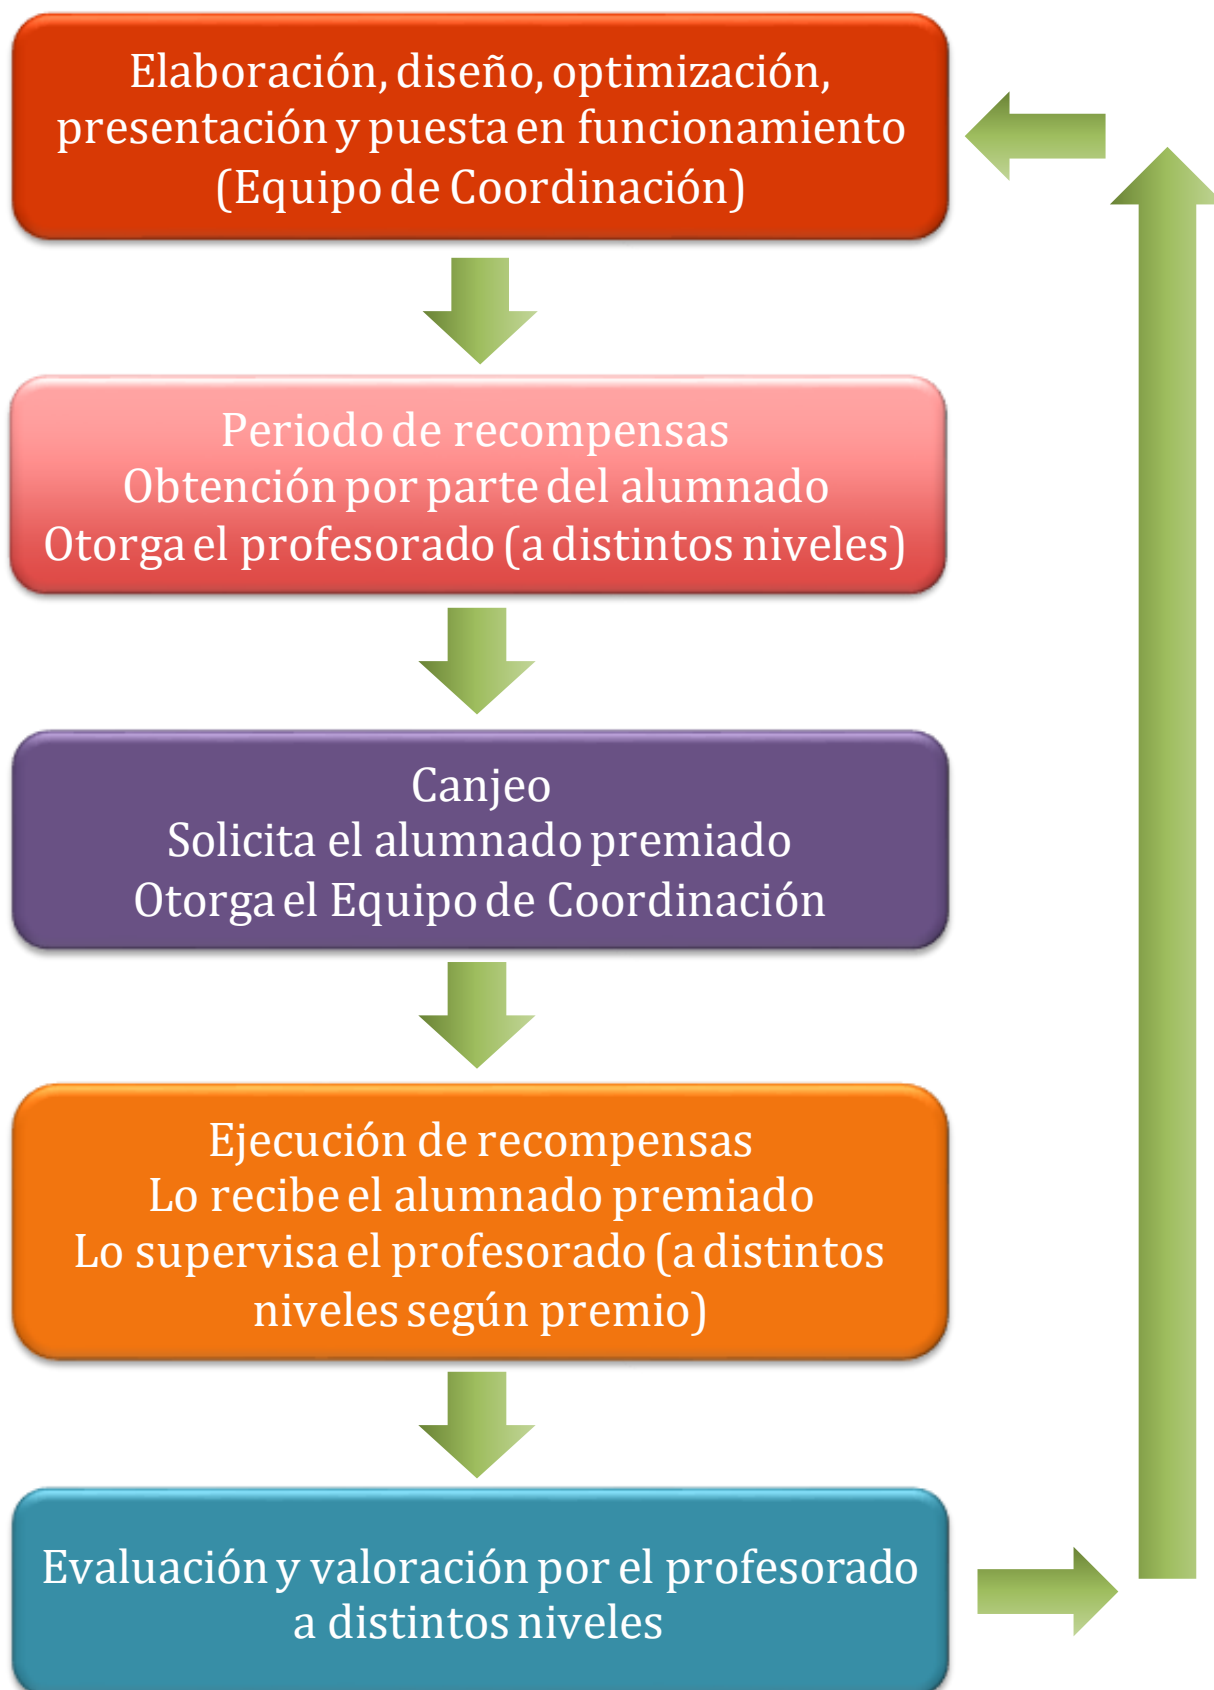 Elaboración, diseño, optimización,
presentación y puesta en funcionamiento
(Equipo de Coordinación)
Periodo de recompensas
Obtención por parte del alumnado
Otorga el profesorado (a distintos niveles)
Canjeo
Solicita el alumnado premiado
Otorga el Equipo de Coordinación
Ejecución de recompensas
Lo recibe el alumnado premiado
Lo supervisa el profesorado (a distintos
niveles según premio)
Evaluación y valoración por el profesorado
a distintos niveles